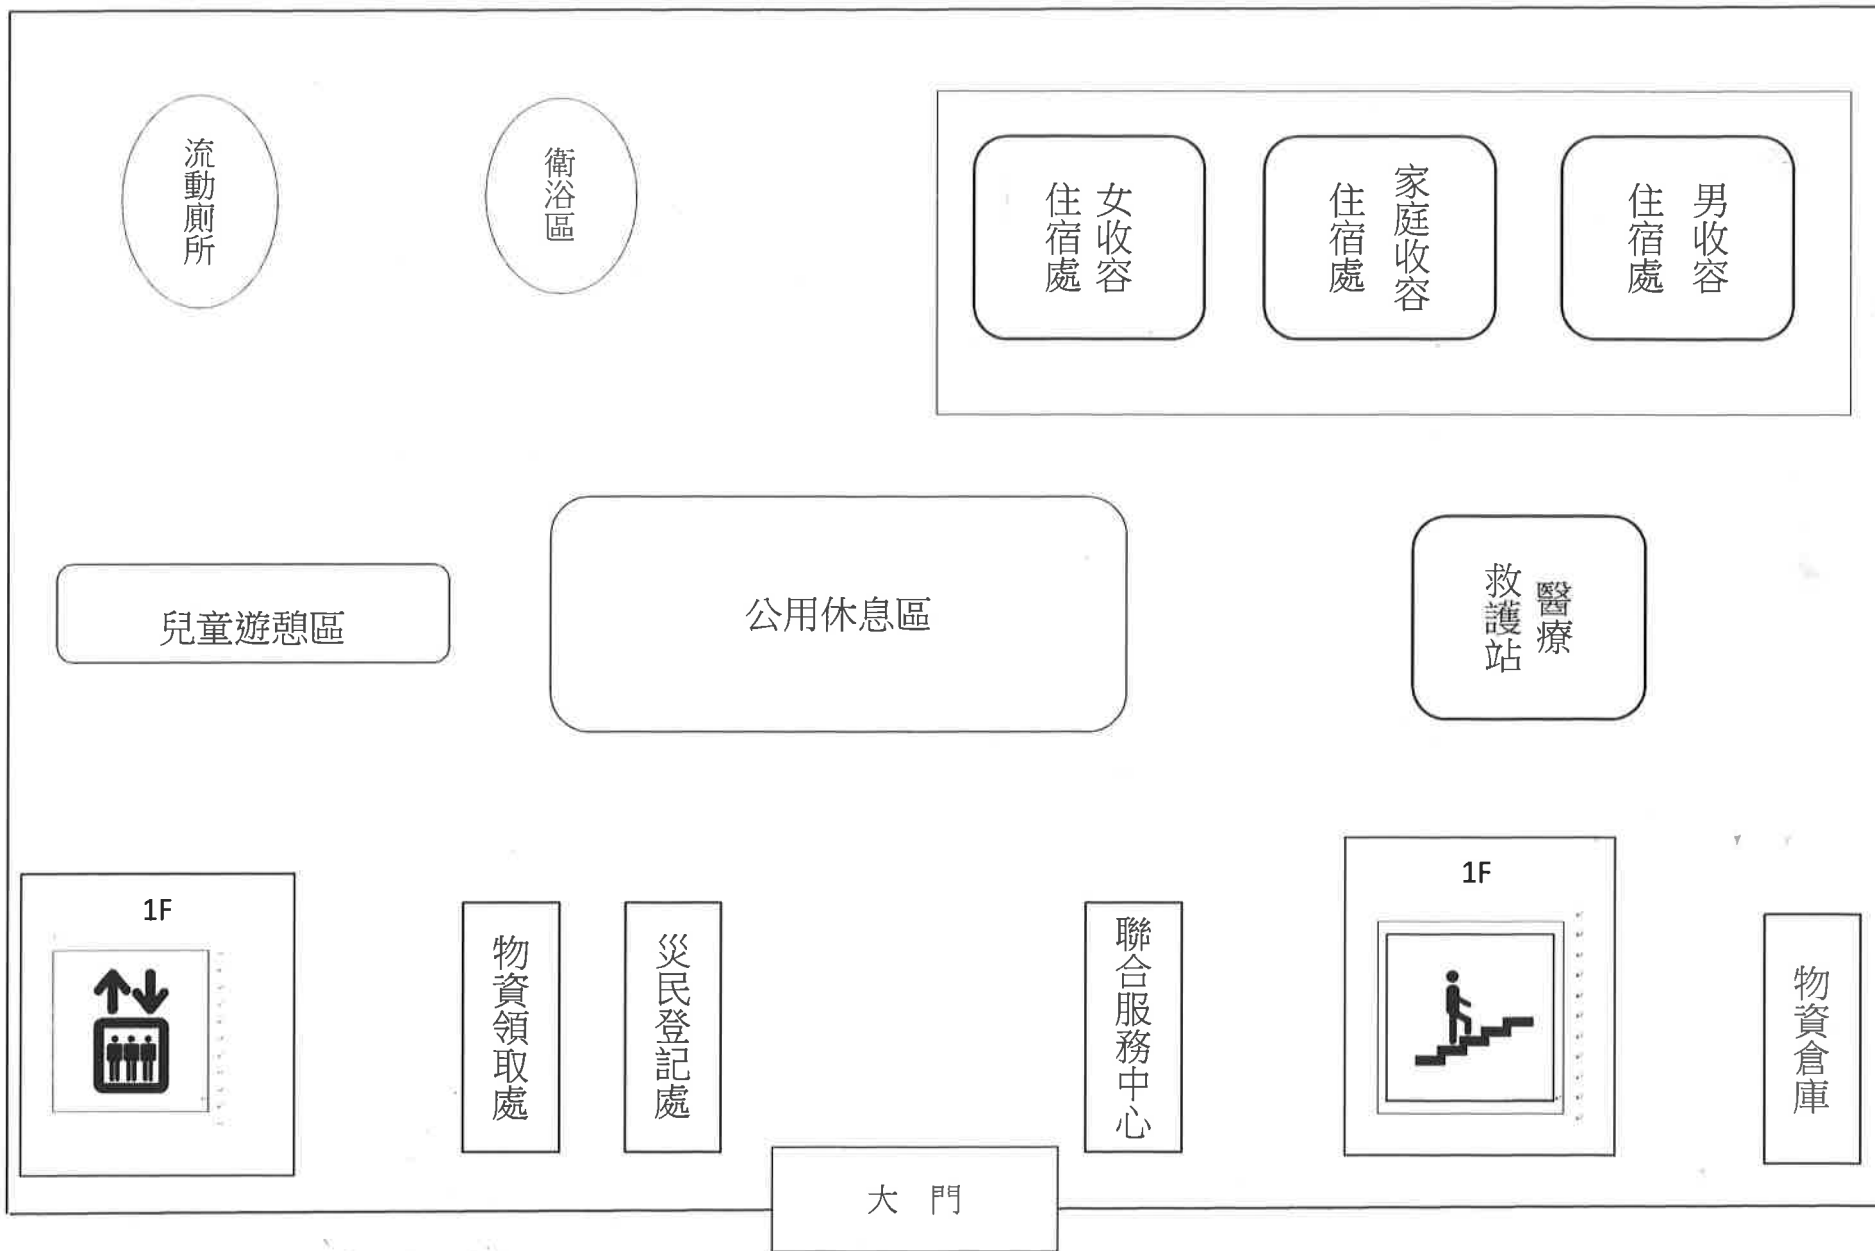 流動廁所
衛浴區
女收容
住宿處
家庭收容
住宿處
男收容
住宿處
兒童遊憩區
公用休息區
醫療
救護站
1F
物資領取處
災民登記處
聯合服務中心
1F
物資倉庫
大 門